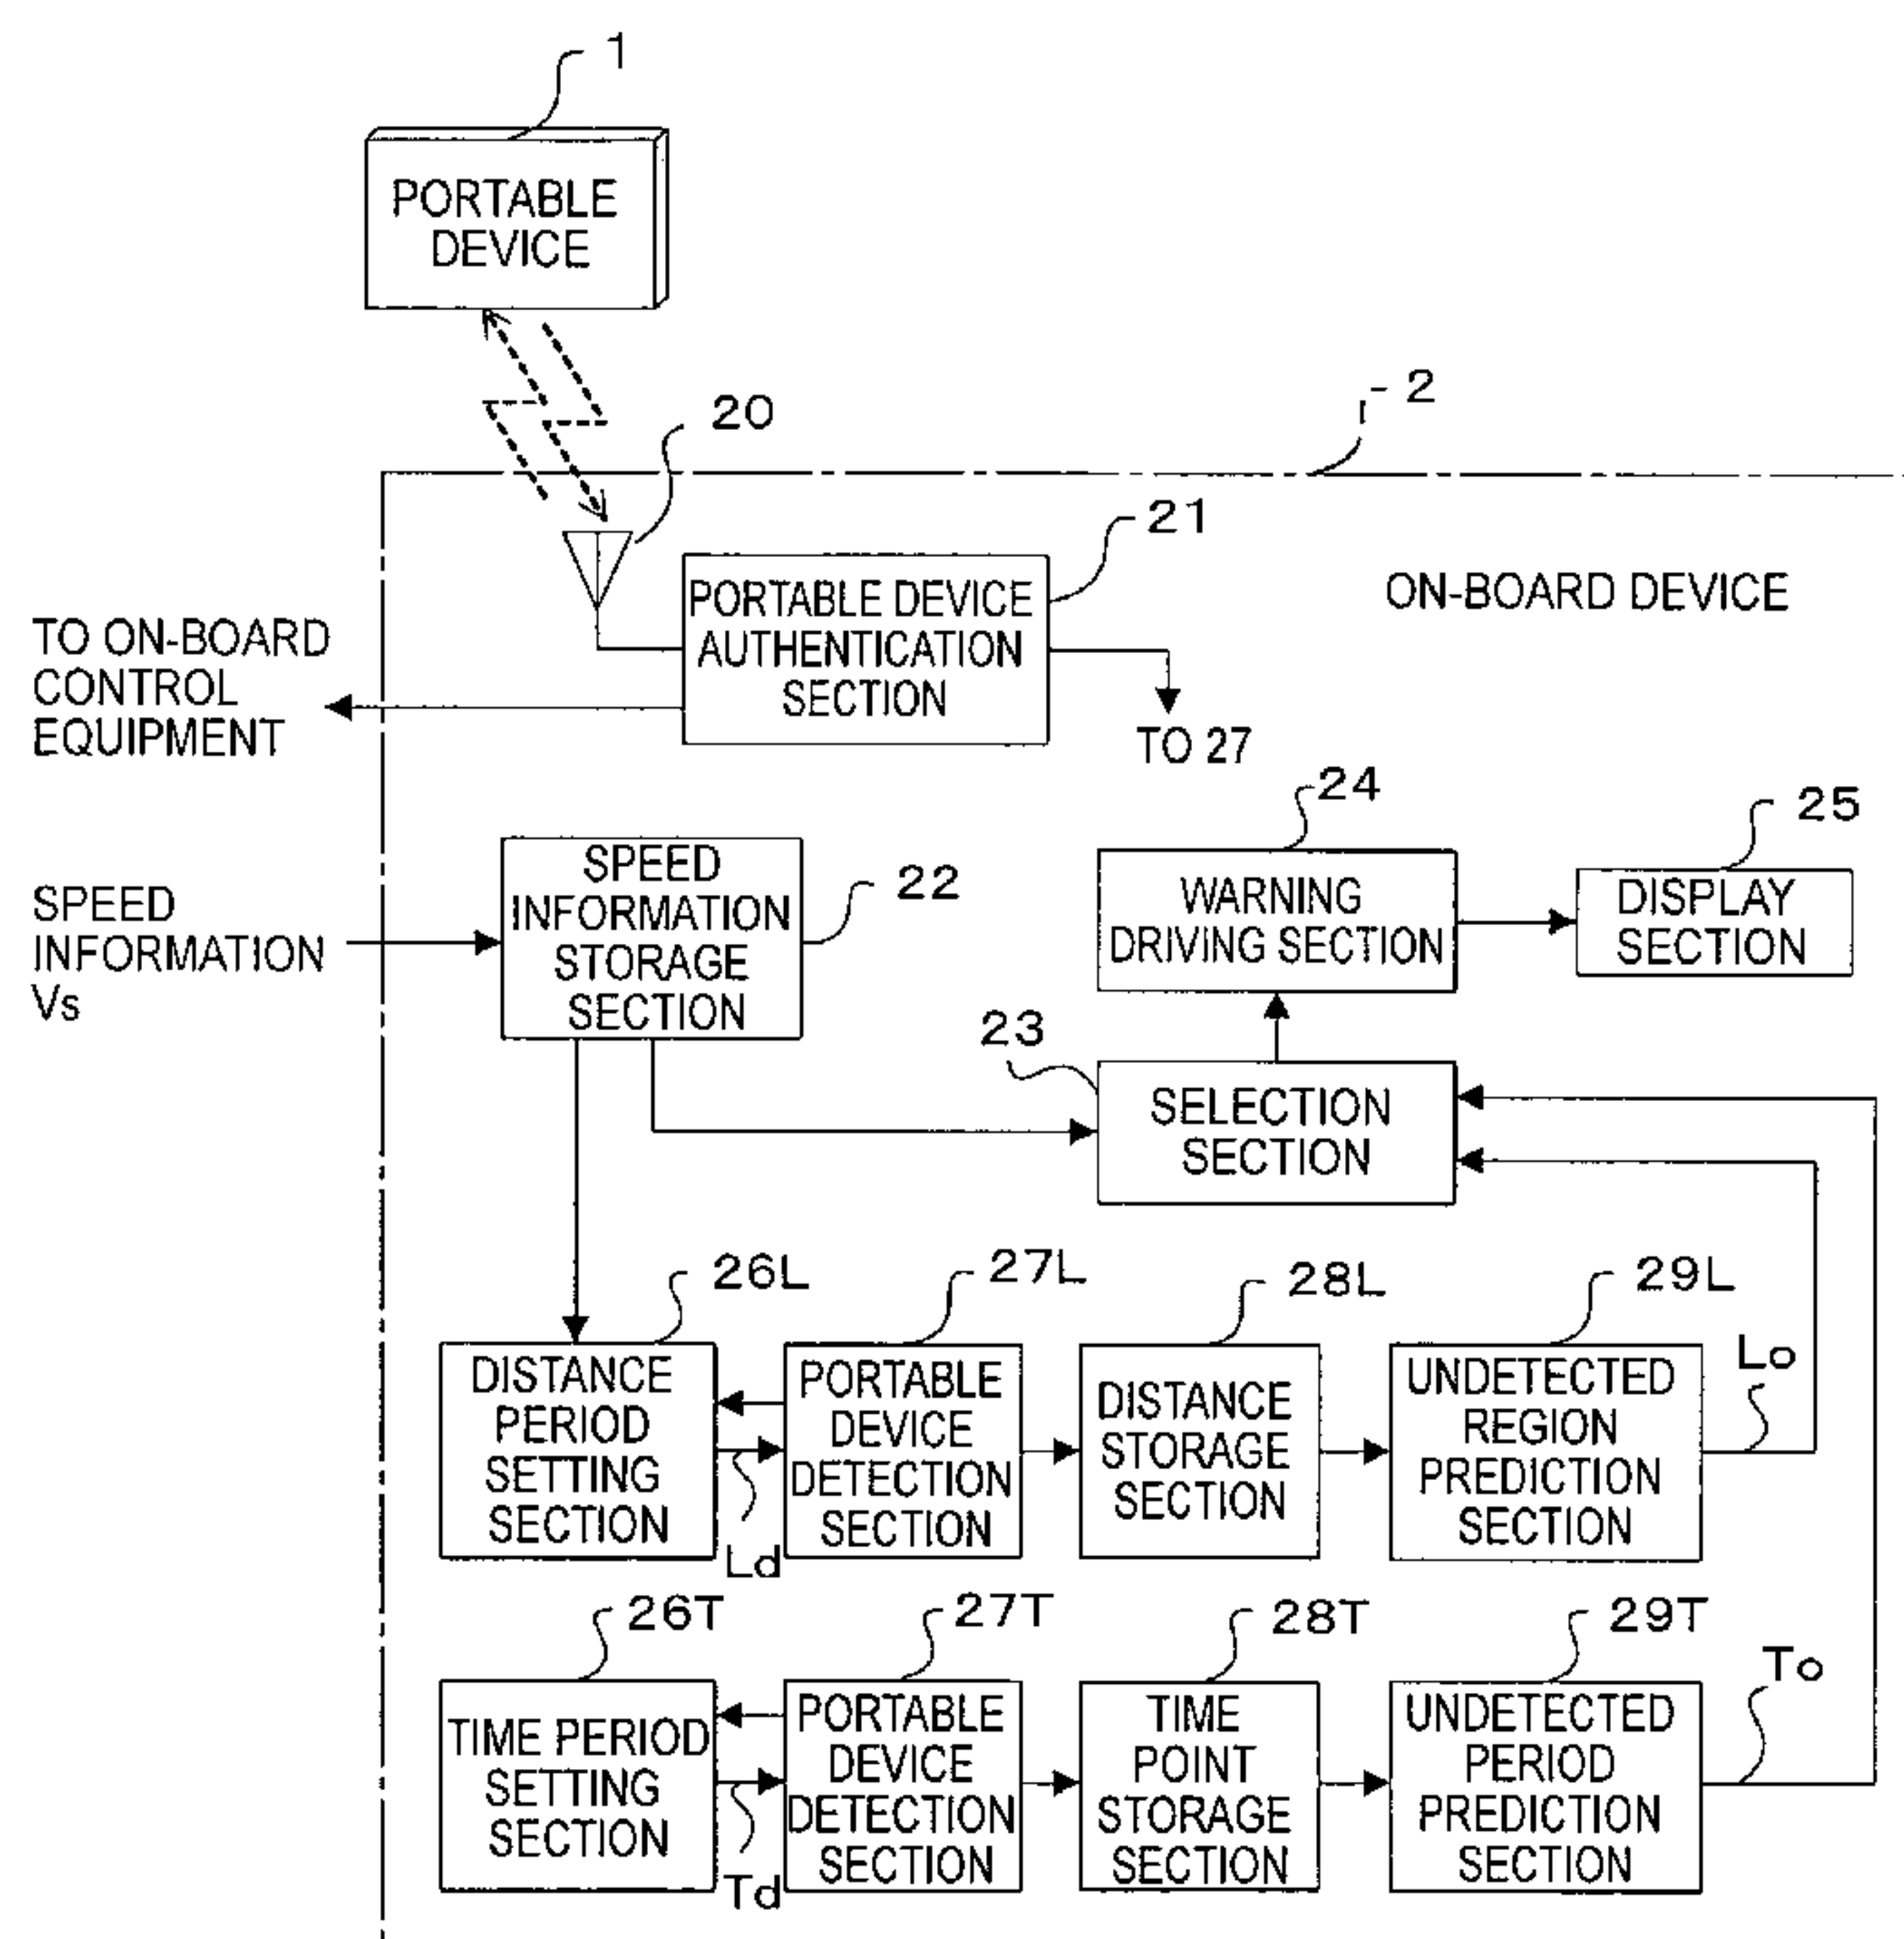 1
PORTABLE
DEVICE
2
20
21
ON-BOARD DEVICE
PORTABLE DEVICE
AUTHENTICATION
SECTION
TO ON-BOARD
CONTROL
EQUIPMENT
TO 27
24
25
SPEED
INFORMATION
STORAGE
SECTION
22
WARNING
DRIVING SECTION
DISPLAY
SECTION
SPEED
INFORMATION
Vs
23
SELECTION
SECTION
26L
27L
28L
29L
DISTANCE
PERIOD
SETTING
SECTION
Ld
PORTABLE
DEVICE
DETECTION
SECTION
DISTANCE
STORAGE
SECTION
UNDETECTED
REGION
PREDICTION
SECTION
Lo
26T
27T
28T
29T
TIME PERIOD
SETTING
SECTION
Td
PORTABLE
DEVICE
DETECTION
SECTION
TIME
POINT
STORAGE
SECTION
UNDETECTED
PERIOD
PREDICTION
SECTION
To